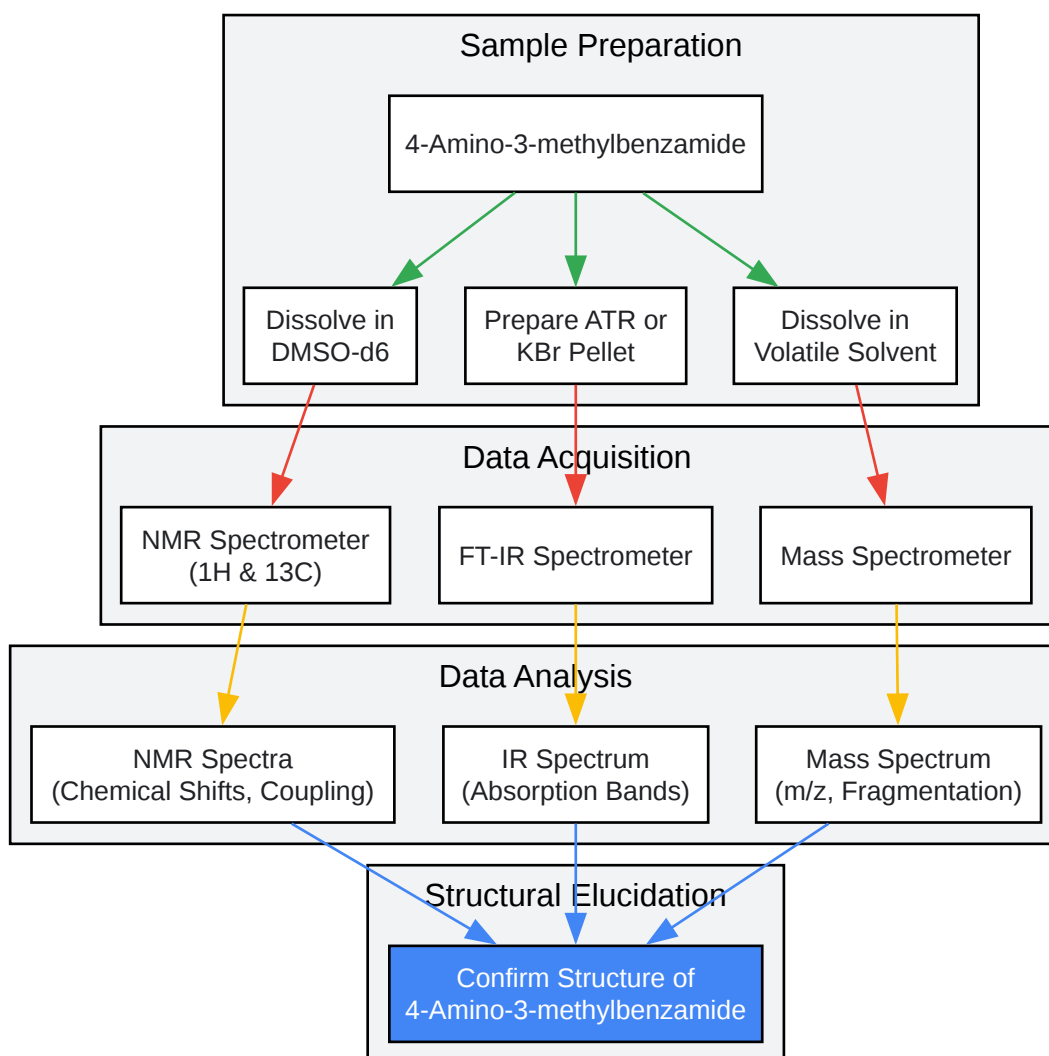 Sample Preparation
4-Amino-3-methylbenzamide
Dissolve in
DMSO-d6
Prepare ATR or
KBr Pellet
Dissolve in
Volatile Solvent
Data Acquisition
NMR Spectrometer
(1H & 13C)
FT-IR Spectrometer
Mass Spectrometer
Data Analysis
NMR Spectra
(Chemical Shifts, Coupling)
IR Spectrum
(Absorption Bands)
Mass Spectrum
(m/z, Fragmentation)
Structural Elucidation
Confirm Structure of
4-Amino-3-methylbenzamide